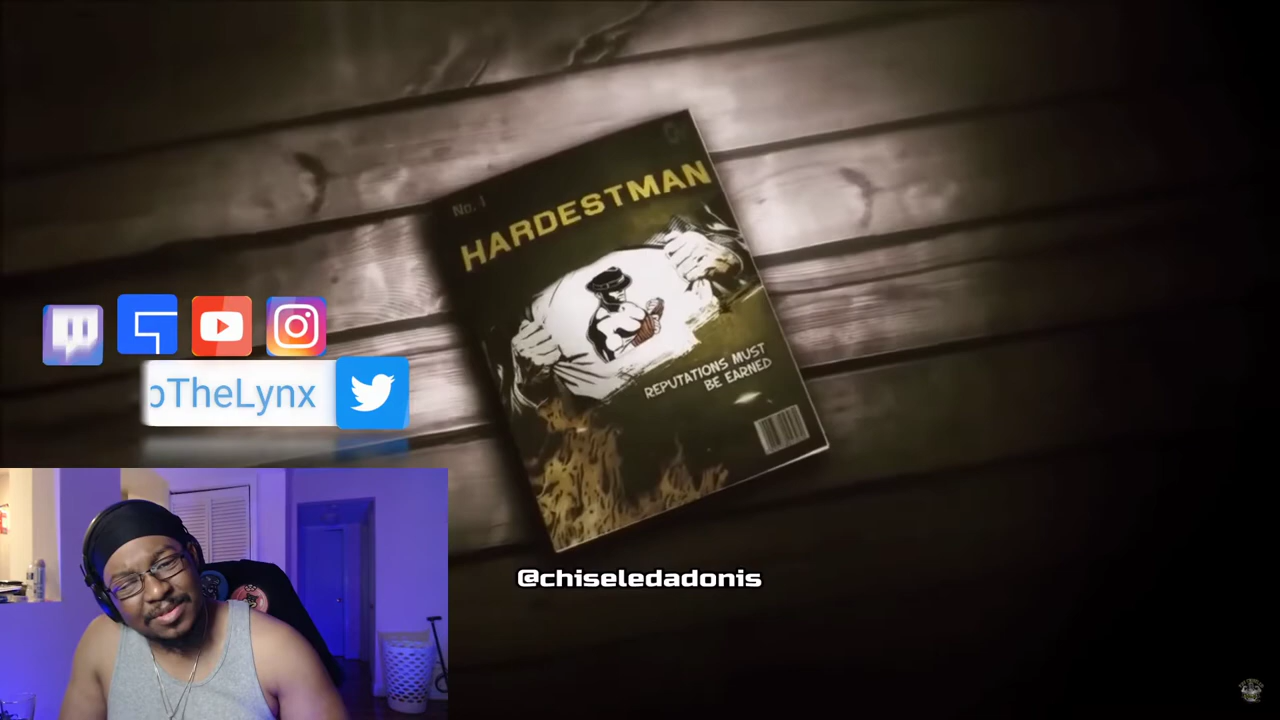 No. 1
HARDESTMAN
REPUTATIONS MUST
BE EARNED
oTheLynx
@chiseledadonis